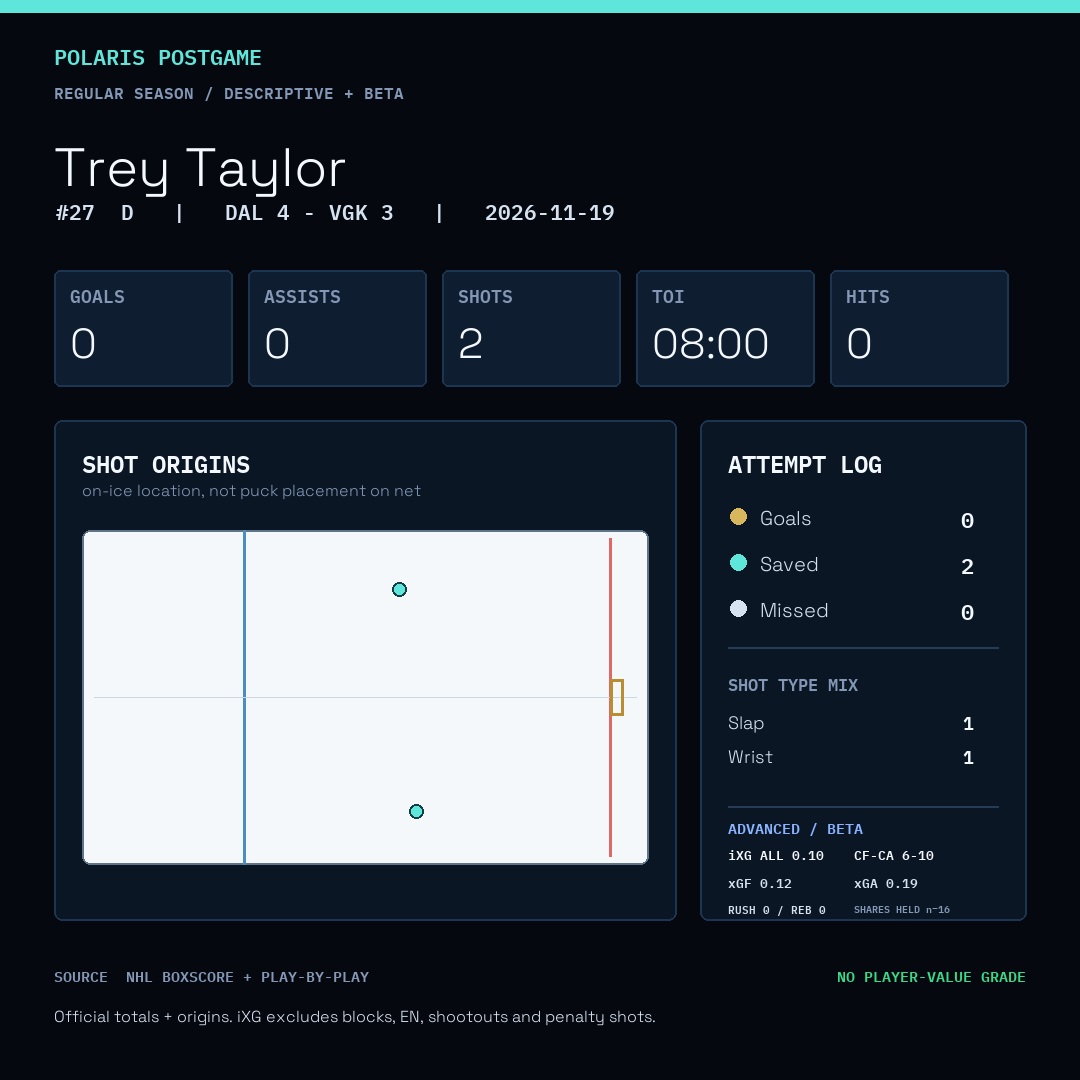 POLARIS POSTGAME
REGULAR SEASON / DESCRIPTIVE + BETA
Trey Taylor
#27 D | DAL 4 - VGK 3 | 2026-11-19
GOALS
0
ASSISTS
0
SHOTS
2
TOI
08:00
HITS
0
SHOT ORIGINS
on-ice location, not puck placement on net
ATTEMPT LOG
Goals 0
Saved 2
Missed 0
SHOT TYPE MIX
Slap 1
Wrist 1
ADVANCED / BETA
iXG ALL 0.10 CF-CA 6-10
xGF 0.12 xGA 0.19
RUSH 0 / REB 0 SHARES HELD n=16
SOURCE NHL BOXSCORE + PLAY-BY-PLAY
NO PLAYER-VALUE GRADE
Official totals + origins. iXG excludes blocks, EN, shootouts and penalty shots.